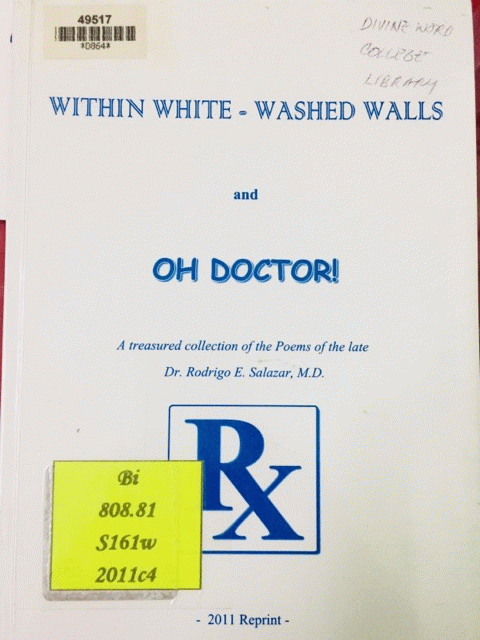 49517
*D864*
DIVINE WORD
COLLEGE
LIBRARY
WITHIN WHITE - WASHED WALLS
and
OH DOCTOR!
A treasured collection of the Poems of the late
Dr. Rodrigo E. Salazar, M.D.
Rx
Bi
808.81
S161w
2011c4
- 2011 Reprint -